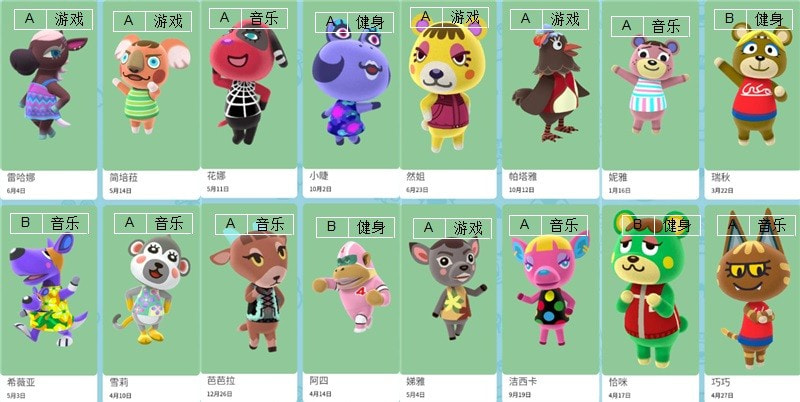 A 游戏
A 游戏
A 音乐
A 健身
A 游戏
A 游戏
A 音乐
B 健身
雷哈娜
6月4日
简培菈
5月14日
花娜
5月11日
小睫
10月2日
然姐
6月23日
帕塔雅
10月12日
妮雅
1月16日
瑞秋
3月22日
B 音乐
A 音乐
A 音乐
B 健身
A 游戏
A 音乐
B 健身
A 音乐
希薇亚
5月3日
雪莉
4月10日
芭芭拉
12月26日
阿四
4月14日
娣雅
5月4日
洁西卡
9月19日
恰咪
4月17日
巧巧
4月27日